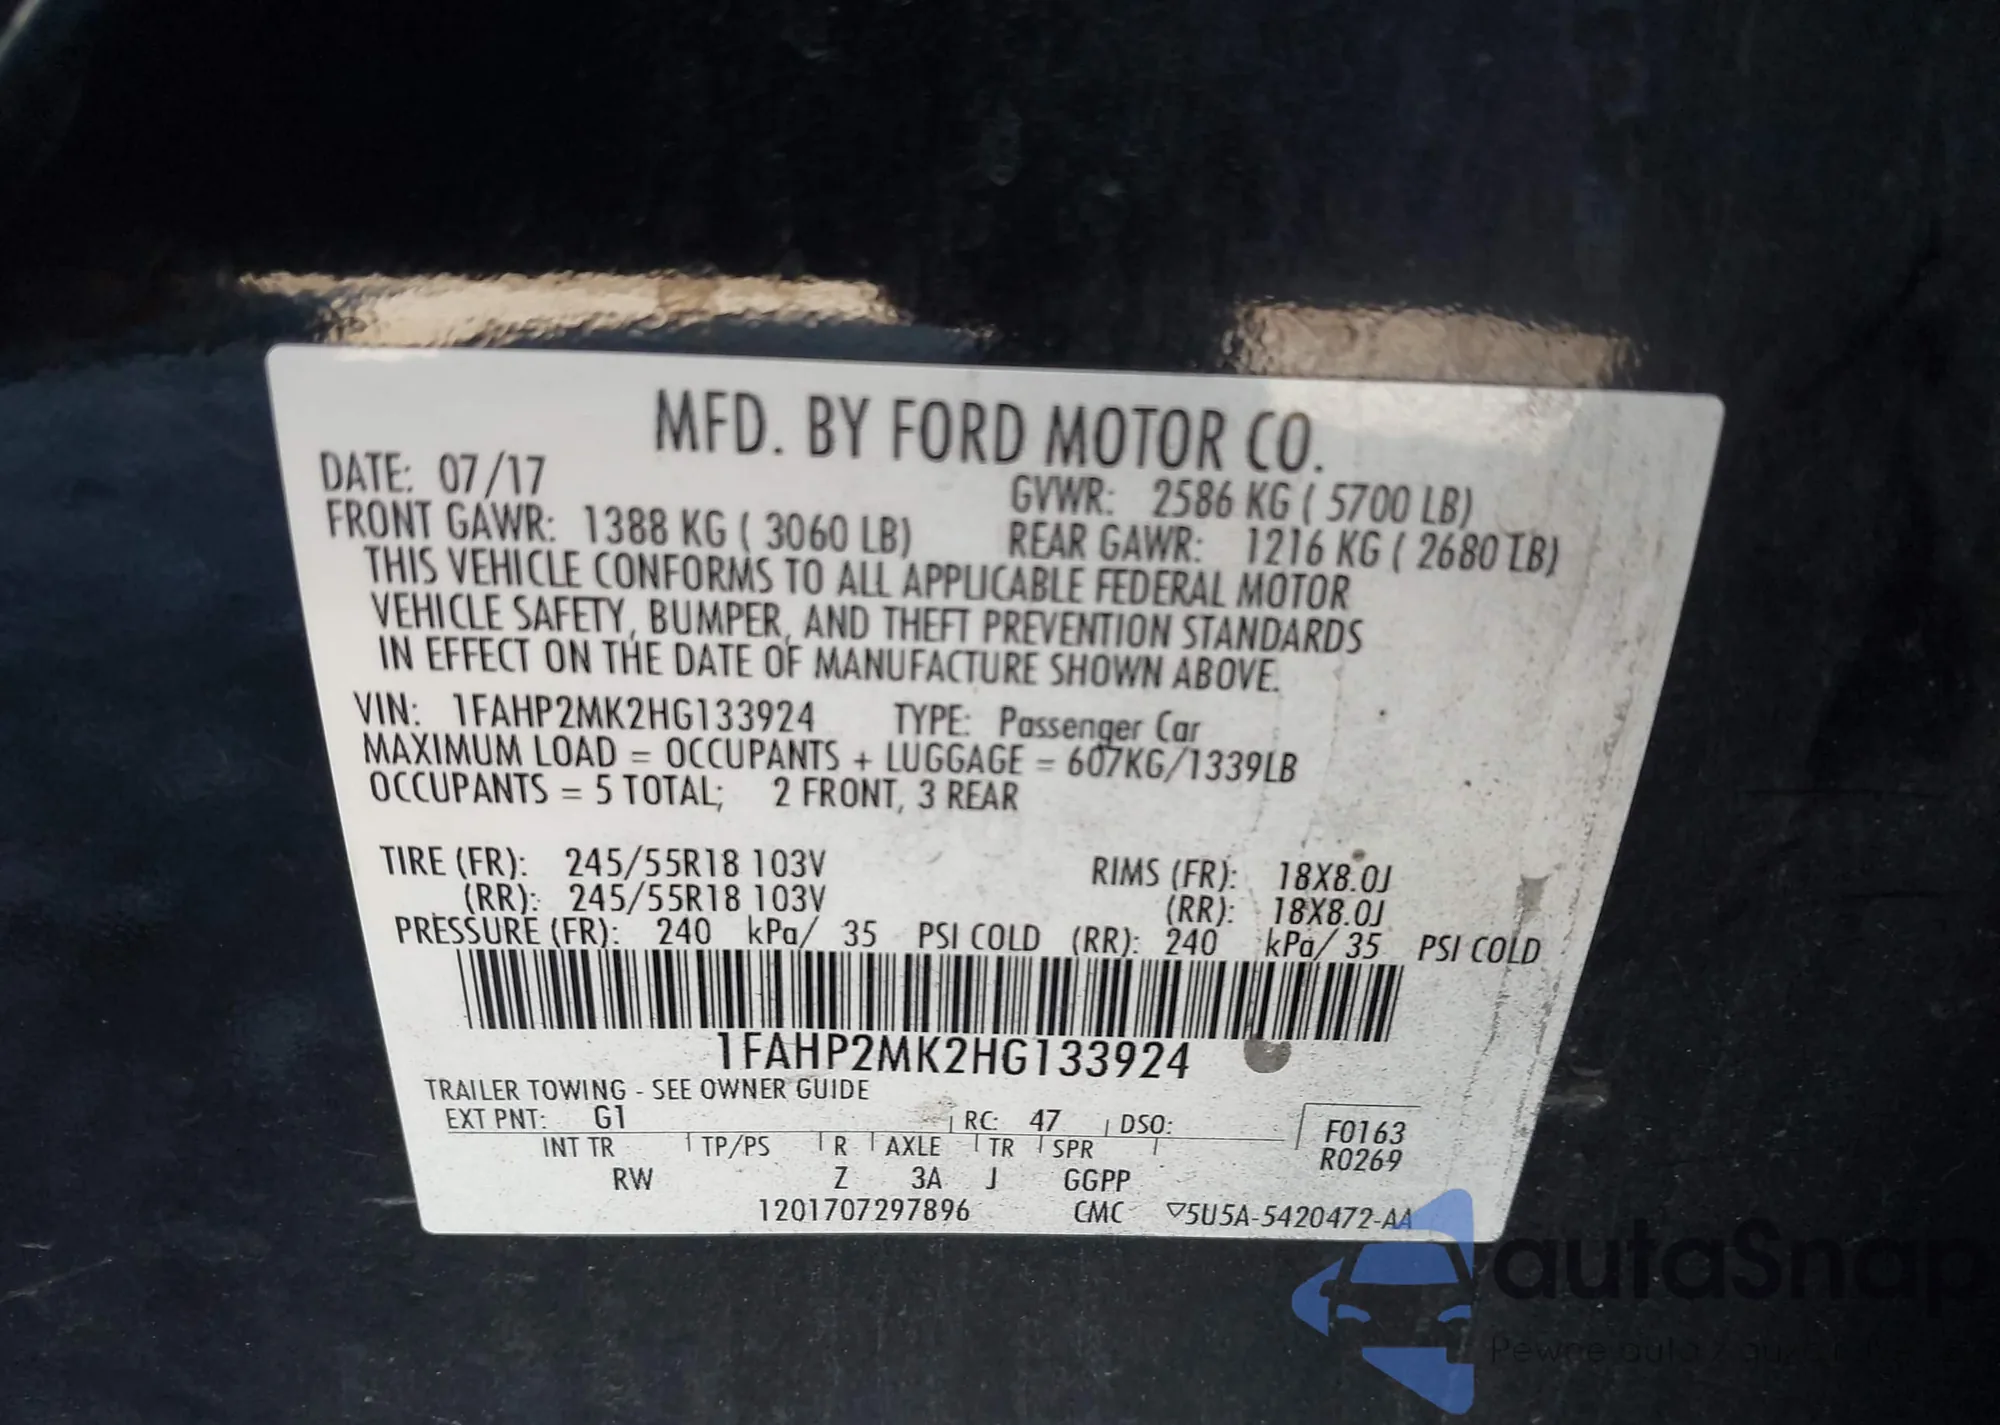 MFD. BY FORD MOTOR CO.
DATE: 07/17 GVWR: 2586 KG ( 5700 LB)
FRONT GAWR: 1388 KG ( 3060 LB) REAR GAWR: 1216 KG ( 2680 LB)
THIS VEHICLE CONFORMS TO ALL APPLICABLE FEDERAL MOTOR
VEHICLE SAFETY, BUMPER, AND THEFT PREVENTION STANDARDS
IN EFFECT ON THE DATE OF MANUFACTURE SHOWN ABOVE.
VIN: 1FAHP2MK2HG133924 TYPE: Passenger Car
MAXIMUM LOAD = OCCUPANTS + LUGGAGE = 607KG/1339LB
OCCUPANTS = 5 TOTAL; 2 FRONT, 3 REAR
TIRE (FR): 245/55R18 103V RIMS (FR): 18X8.0J
(RR): 245/55R18 103V (RR): 18X8.0J
PRESSURE (FR): 240 kPa/ 35 PSI COLD (RR): 240 kPa/ 35 PSI COLD
1FAHP2MK2HG133924
TRAILER TOWING - SEE OWNER GUIDE
EXT PNT: G1 RC: 47 DSO: F0163
INT TR TP/PS R AXLE TR SPR R0269
RW Z 3A J GGPP
1201707297896 CMC ▽5U5A-5420472-AA
autaSnap
Pewne auta z